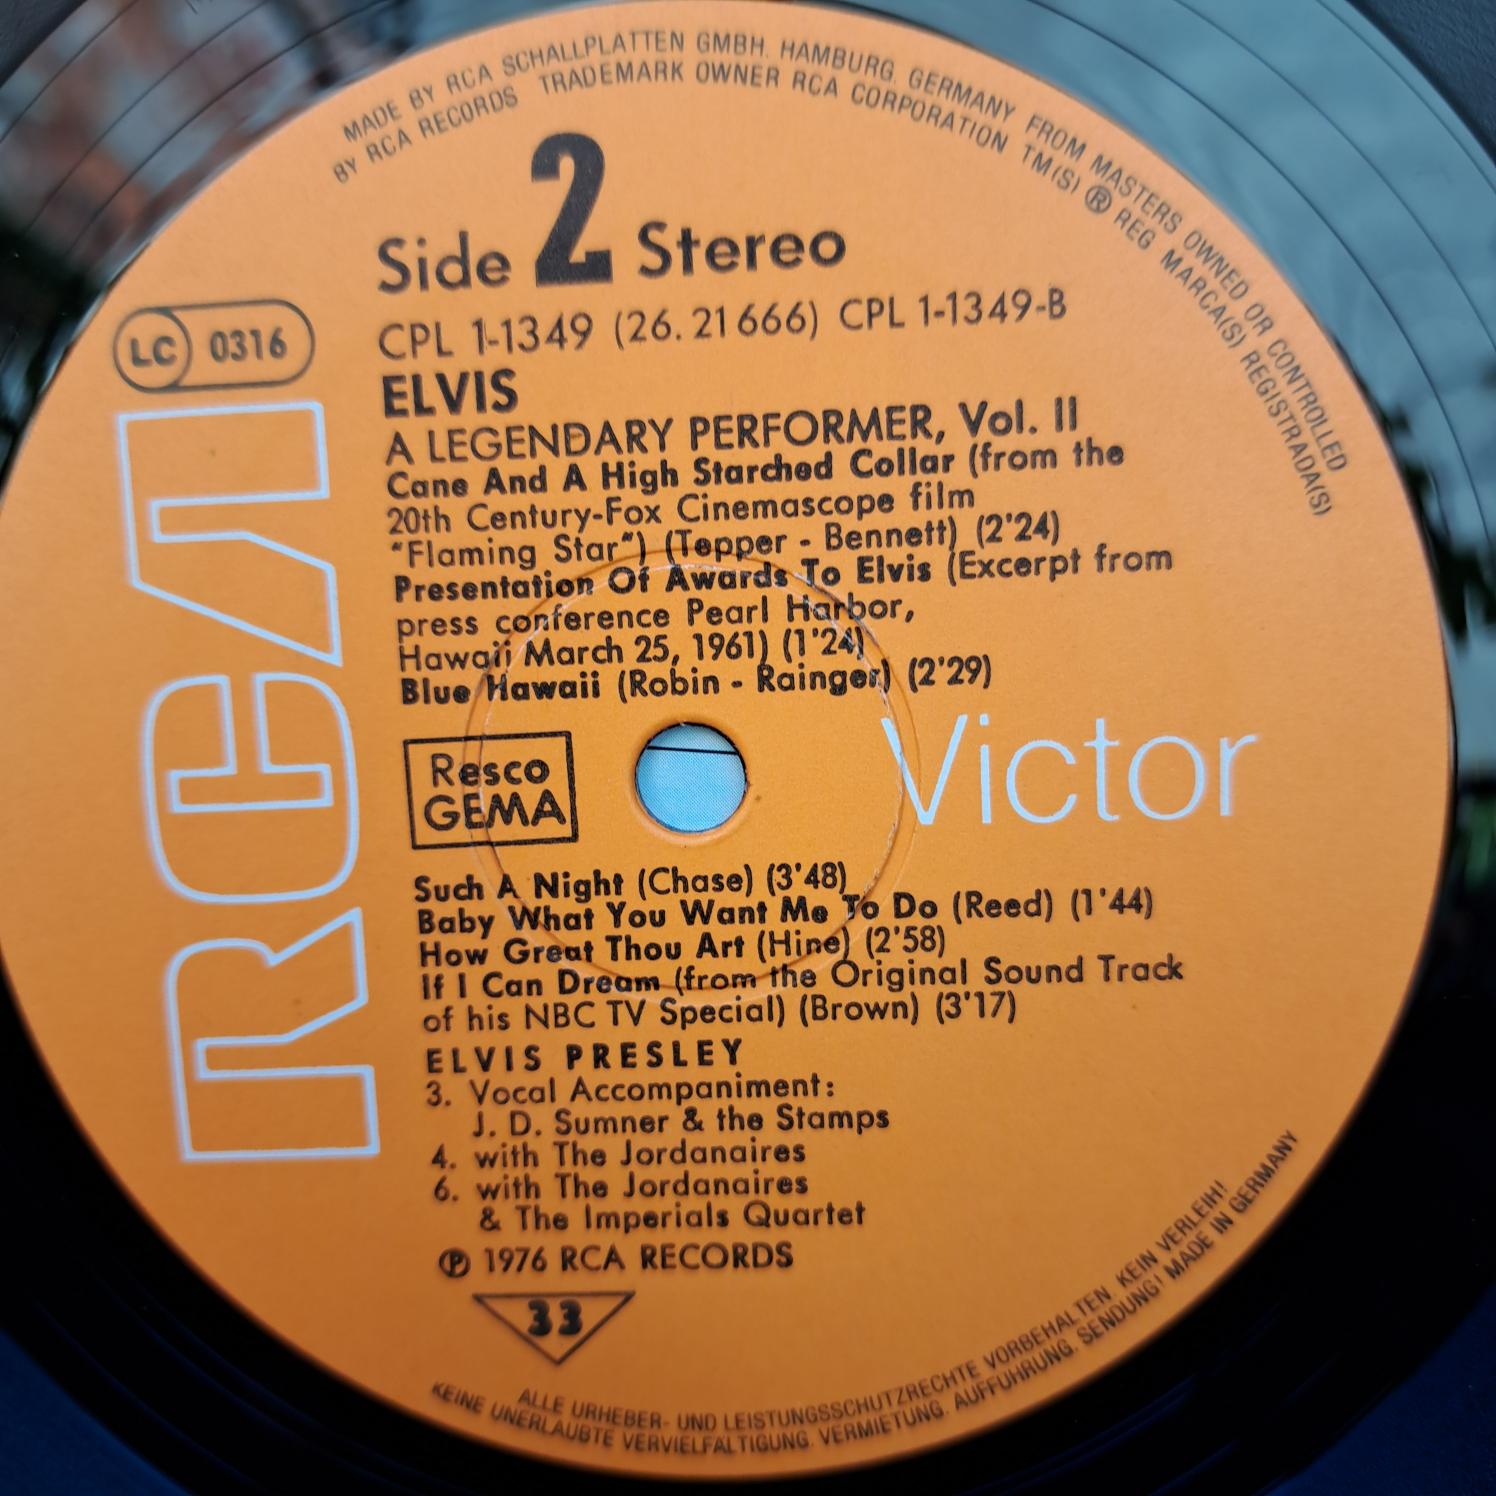 MADE BY RCA SCHALLPLATTEN GMBH. HAMBURG. GERMANY FROM MASTERS OWNED OR CONTROLLED
BY RCA RECORDS TRADEMARK OWNER RCA CORPORATION TM(S) ® REG MARCA(S) REGISTRADA(S)
Side 2 Stereo
CPL 1-1349 (26.21666) CPL 1-1349-B
LC 0316
ELVIS
A LEGENDARY PERFORMER, Vol. II
Cane And A High Starched Collar (from the
20th Century-Fox Cinemascope film
"Flaming Star") (Tepper - Bennett) (2'24)
Presentation Of Awards To Elvis (Excerpt from
press conference Pearl Harbor,
Hawaii March 25, 1961) (1'24)
Blue Hawaii (Robin - Rainger) (2'29)
RCA
Victor
Resco
GEMA
Such A Night (Chase) (3'48)
Baby What You Want Me To Do (Reed) (1'44)
How Great Thou Art (Hine) (2'58)
If I Can Dream (from the Original Sound Track
of his NBC TV Special) (Brown) (3'17)
ELVIS PRESLEY
3. Vocal Accompaniment:
J. D. Sumner & the Stamps
4. with The Jordanaires
6. with The Jordanaires
& The Imperials Quartet
℗ 1976 RCA RECORDS
33
ALLE URHEBER- UND LEISTUNGSSCHUTZRECHTE VORBEHALTEN. KEIN VERLEIH!
KEINE UNERLAUBTE VERVIELFÄLTIGUNG. VERMIETUNG. AUFFÜHRUNG. SENDUNG! MADE IN GERMANY